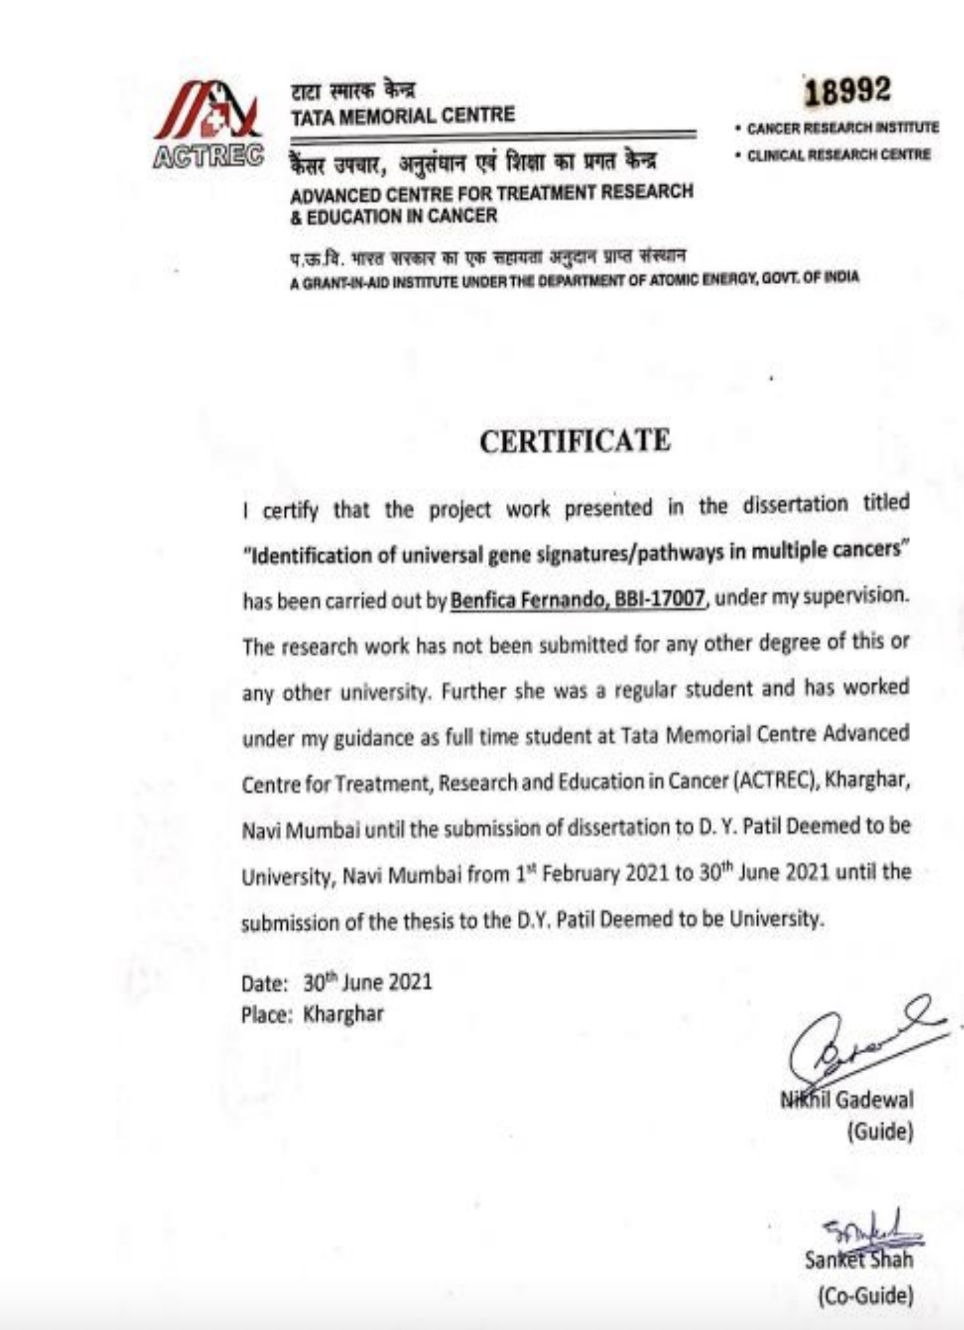 टाटा स्मारक केन्द्र
TATA MEMORIAL CENTRE
ACTREC
18992
• CANCER RESEARCH INSTITUTE
• CLINICAL RESEARCH CENTRE
कैंसर उपचार, अनुसंधान एवं शिक्षा का प्रगत केन्द्र
ADVANCED CENTRE FOR TREATMENT RESEARCH
& EDUCATION IN CANCER
प.ऊ.वि. भारत सरकार का एक सहायता अनुदान प्राप्त संस्थान
A GRANT-IN-AID INSTITUTE UNDER THE DEPARTMENT OF ATOMIC ENERGY, GOVT. OF INDIA
CERTIFICATE
I certify that the project work presented in the dissertation titled
"Identification of universal gene signatures/pathways in multiple cancers"
has been carried out by Benfica Fernando, BBI-17007, under my supervision.
The research work has not been submitted for any other degree of this or
any other university. Further she was a regular student and has worked
under my guidance as full time student at Tata Memorial Centre Advanced
Centre for Treatment, Research and Education in Cancer (ACTREC), Kharghar,
Navi Mumbai until the submission of dissertation to D. Y. Patil Deemed to be
University, Navi Mumbai from 1st February 2021 to 30th June 2021 until the
submission of the thesis to the D.Y. Patil Deemed to be University.
Date: 30th June 2021
Place: Kharghar
Nikhil Gadewal
(Guide)
Sanket
Sanket Shah
(Co-Guide)